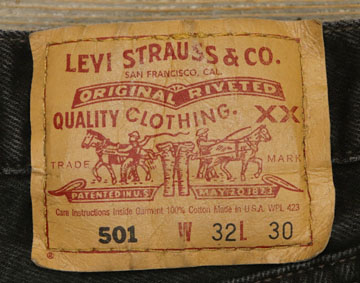 LEVI STRAUSS & CO.
SAN FRANCISCO, CAL.
ORIGINAL RIVETED
QUALITY CLOTHING. XX
TRADE MARK
PATENTED IN U.S. MAY 20 1873
Care Instructions Inside Garment 100% Cotton Made in U.S.A. WPL 423
501 W 32 L 30
®